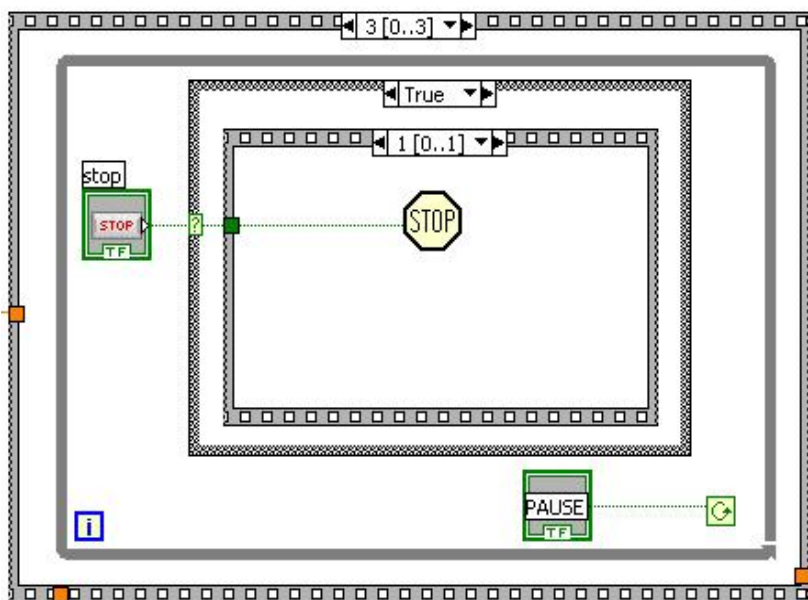 3 [0..3]
True
1 [0..1]
stop
STOP
?
STOP
TF
PAUSE
TF
i